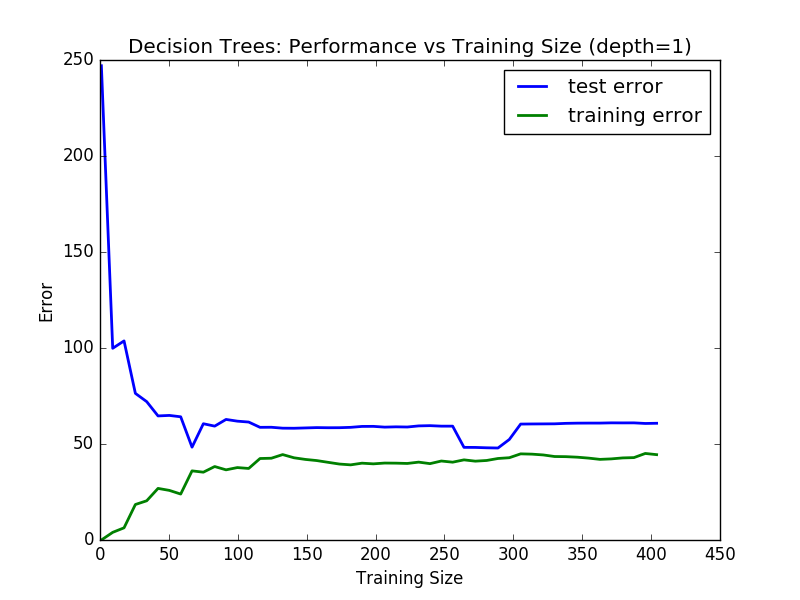 Decision Trees: Performance vs Training Size (depth=1)
test error
training error
250
200
150
100
50
0
Error
0 50 100 150 200 250 300 350 400 450
Training Size